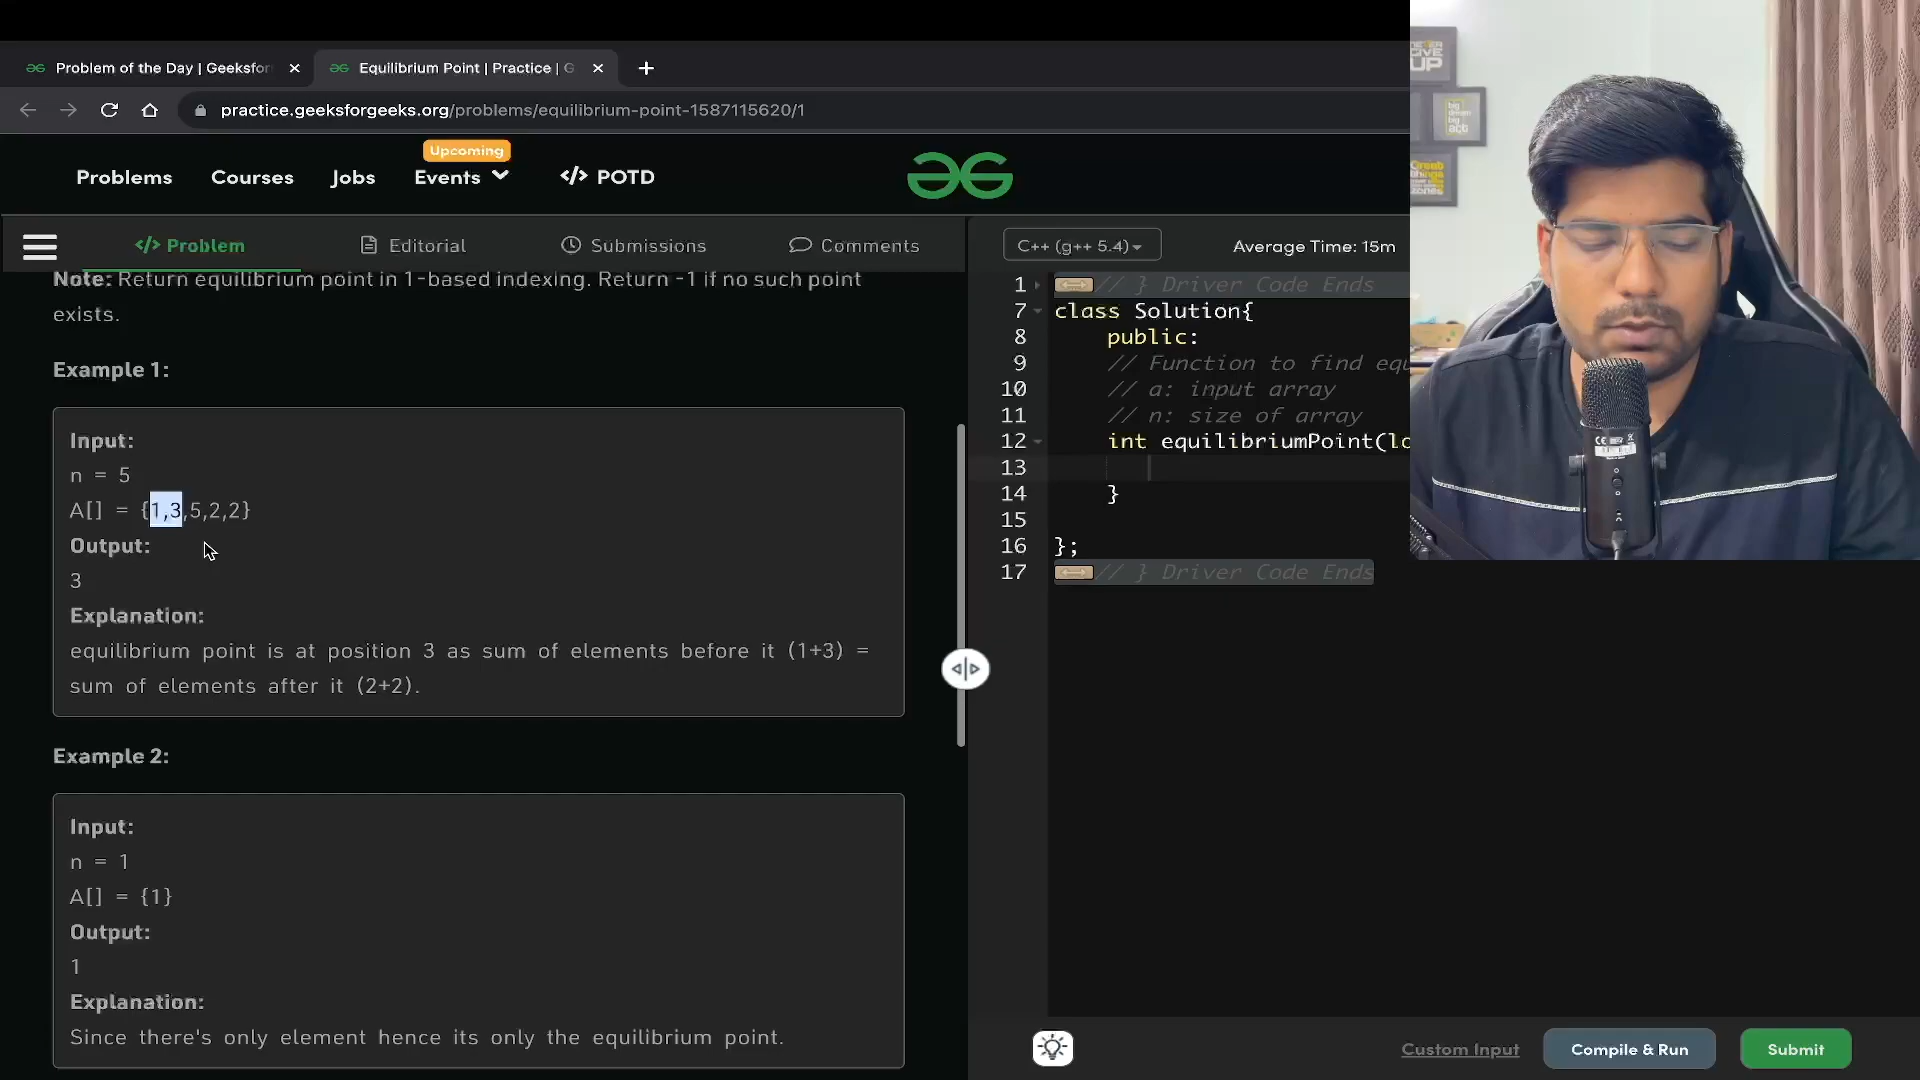 Problem of the Day | Geeksfor
Equilibrium Point | Practice | G
practice.geeksforgeeks.org/problems/equilibrium-point-1587115620/1
Upcoming
Problems
Courses
Jobs
Events
</> POTD
</> Problem
Editorial
Submissions
Comments
Note: Return equilibrium point in 1-based indexing. Return -1 if no such point
exists.
Example 1:
Input:
n = 5
A[] = {1,3,5,2,2}
Output:
3
Explanation:
equilibrium point is at position 3 as sum of elements before it (1+3) =
sum of elements after it (2+2).
Example 2:
Input:
n = 1
A[] = {1}
Output:
1
Explanation:
Since there's only element hence its only the equilibrium point.
C++ (g++ 5.4)
Average Time: 15m
1 // } Driver Code Ends
7 class Solution{
8 public:
9 // Function to find equ
10 // a: input array
11 // n: size of array
12 int equilibriumPoint(lo
13
14 }
15
16 };
17 // } Driver Code Ends
Custom Input
Compile & Run
Submit
NEVER
GIVE
UP
big
act
zones